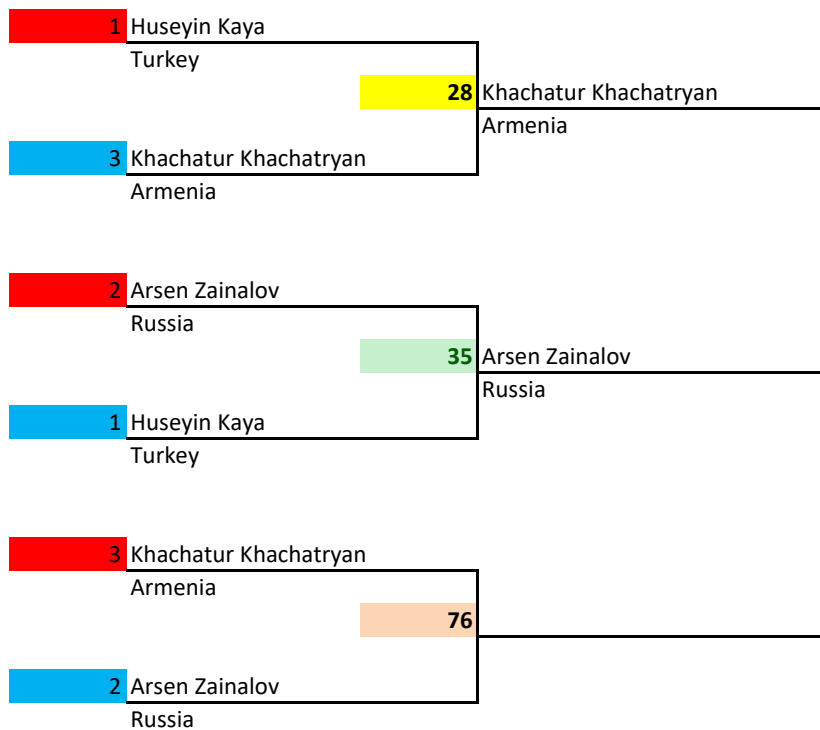 1 Huseyin Kaya
Turkey
28 Khachatur Khachatryan
Armenia
3 Khachatur Khachatryan
Armenia
2 Arsen Zainalov
Russia
35 Arsen Zainalov
Russia
1 Huseyin Kaya
Turkey
3 Khachatur Khachatryan
Armenia
76
2 Arsen Zainalov
Russia